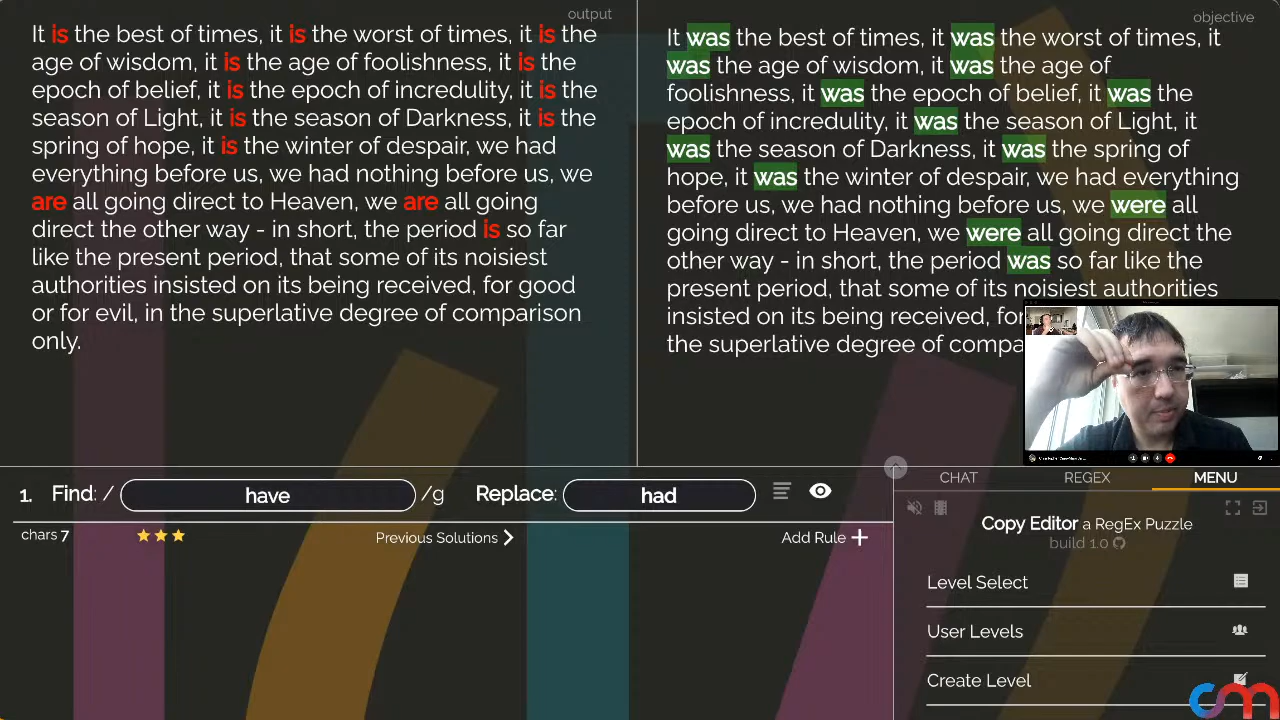 output
It is the best of times, it is the worst of times, it is the
age of wisdom, it is the age of foolishness, it is the
epoch of belief, it is the epoch of incredulity, it is the
season of Light, it is the season of Darkness, it is the
spring of hope, it is the winter of despair, we had
everything before us, we had nothing before us, we
are all going direct to Heaven, we are all going
direct the other way - in short, the period is so far
like the present period, that some of its noisiest
authorities insisted on its being received, for good
or for evil, in the superlative degree of comparison
only.
objective
It was the best of times, it was the worst of times, it
was the age of wisdom, it was the age of
foolishness, it was the epoch of belief, it was the
epoch of incredulity, it was the season of Light, it
was the season of Darkness, it was the spring of
hope, it was the winter of despair, we had everything
before us, we had nothing before us, we were all
going direct to Heaven, we were all going direct the
other way - in short, the period was so far like the
present period, that some of its noisiest authorities
insisted on its being received, for
the superlative degree of compa
1. Find: / have /g Replace: had
chars 7
Previous Solutions
Add Rule +
CHAT REGEX MENU
Copy Editor a RegEx Puzzle
build 1.0
Level Select
User Levels
Create Level
cm